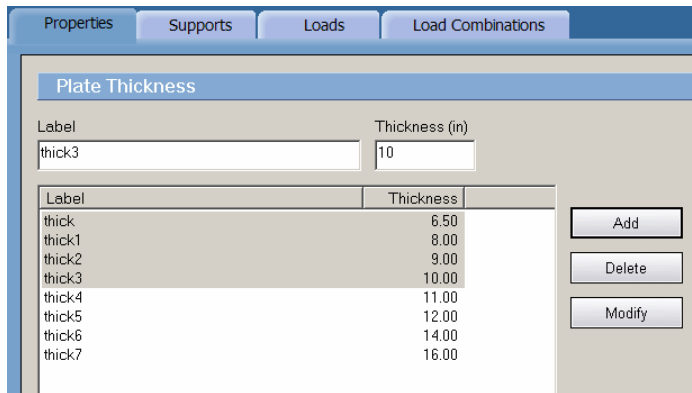 Properties Supports Loads Load Combinations
Plate Thickness
Label Thickness (in)
thick3 10
Label Thickness
thick 6.50
thick1 8.00
thick2 9.00
thick3 10.00
thick4 11.00
thick5 12.00
thick6 14.00
thick7 16.00
Add
Delete
Modify